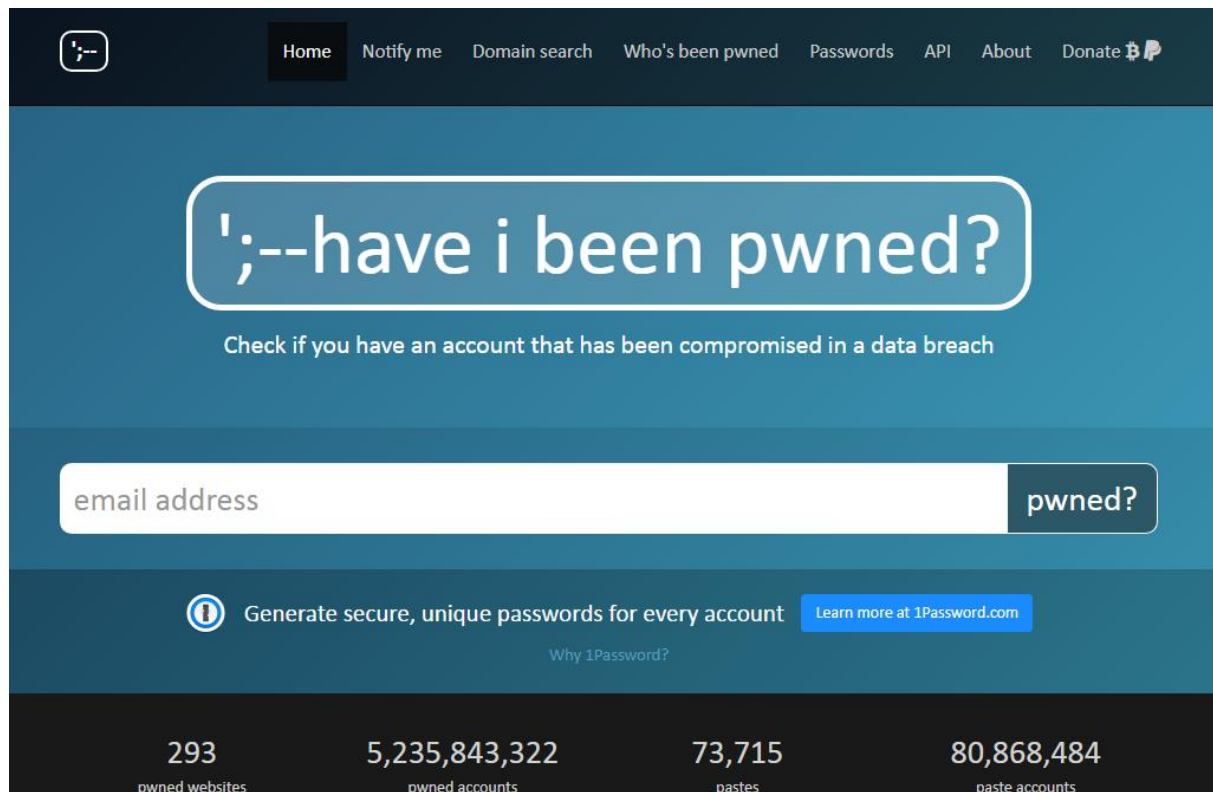 ';--
Home Notify me Domain search Who's been pwned Passwords API About Donate
';--have i been pwned?
Check if you have an account that has been compromised in a data breach
email address pwned?
Generate secure, unique passwords for every account Learn more at 1Password.com
Why 1Password?
293 5,235,843,322 73,715 80,868,484
pwned websites pwned accounts pastes paste accounts